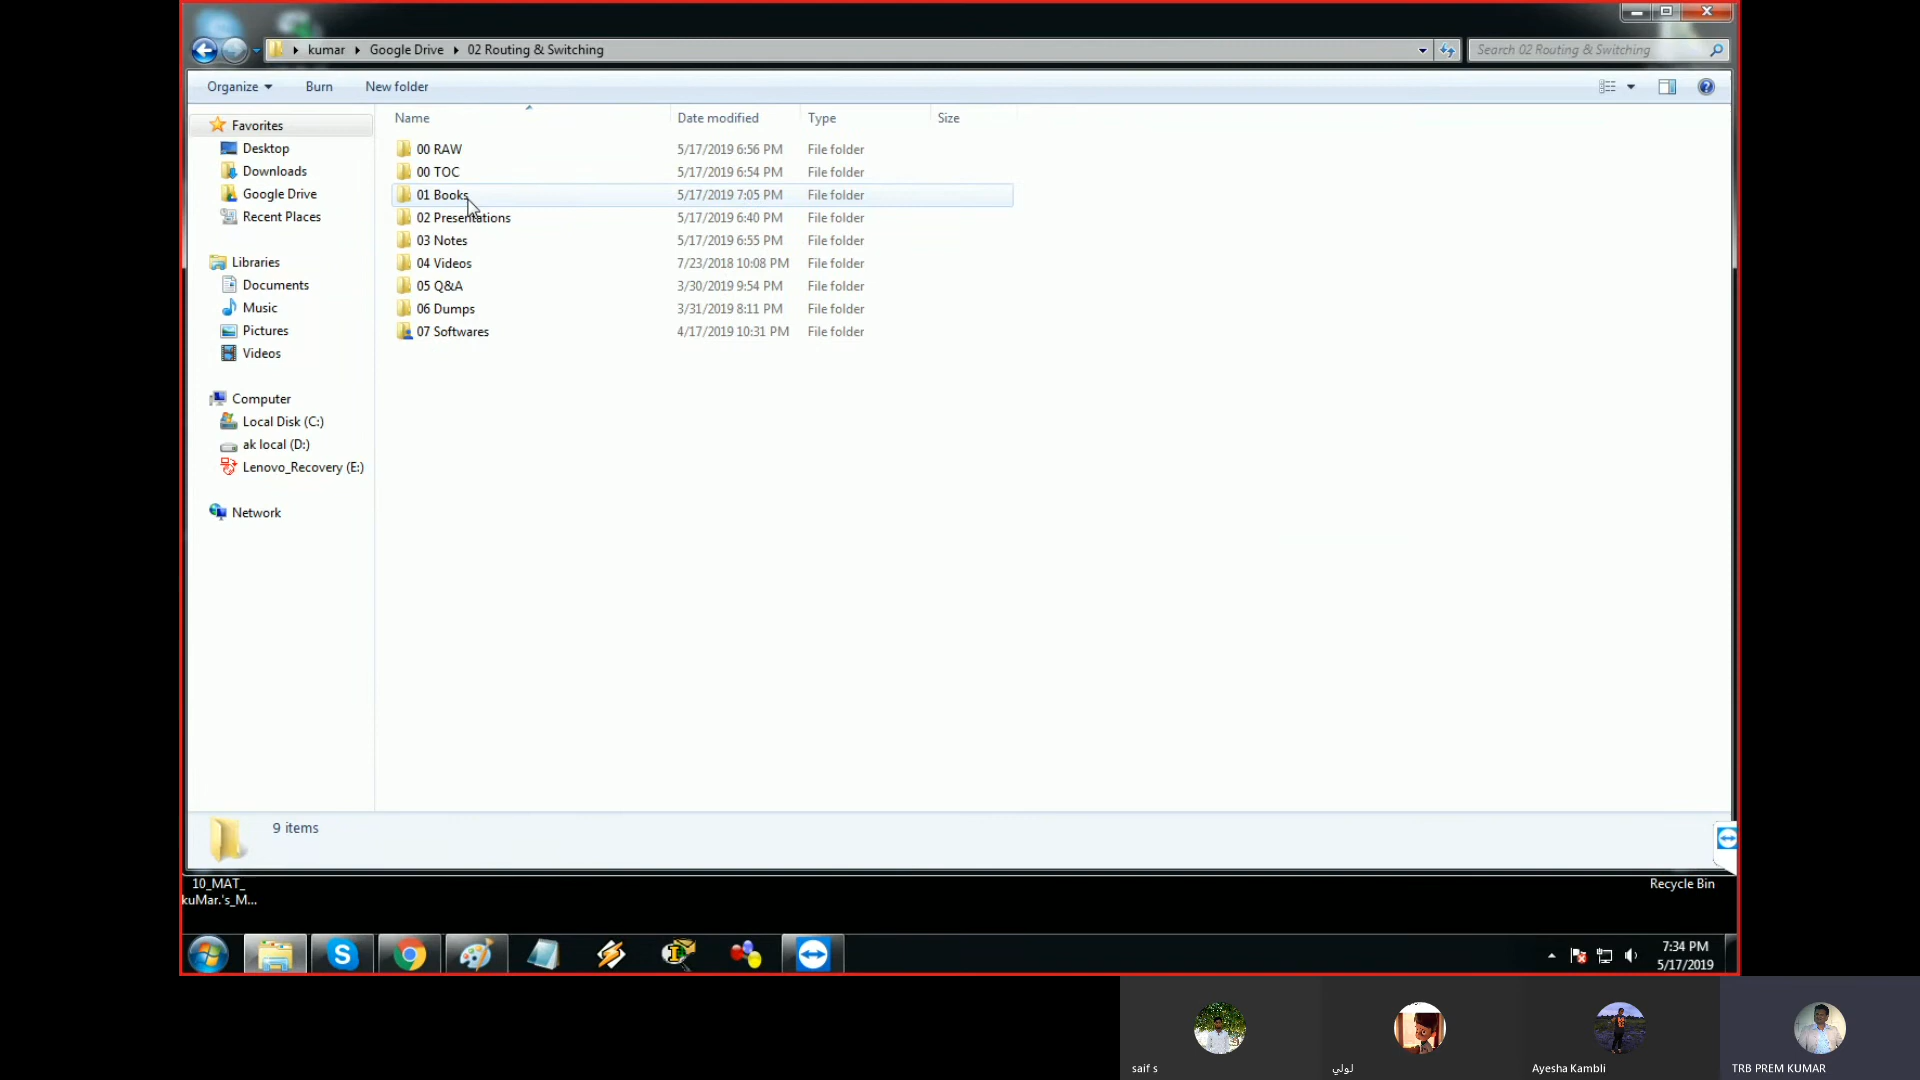 kumar Google Drive 02 Routing & Switching
Search 02 Routing & Switching
Organize Burn New folder
Name Date modified Type Size
Favorites
Desktop
Downloads
Google Drive
Recent Places
Libraries
Documents
Music
Pictures
Videos
Computer
Local Disk (C:)
ak local (D:)
Lenovo_Recovery (E:)
Network
00 RAW 5/17/2019 6:56 PM File folder
00 TOC 5/17/2019 6:54 PM File folder
01 Books 5/17/2019 7:05 PM File folder
02 Presentations 5/17/2019 6:40 PM File folder
03 Notes 5/17/2019 6:55 PM File folder
04 Videos 7/23/2018 10:08 PM File folder
05 Q&A 3/30/2019 9:54 PM File folder
06 Dumps 3/31/2019 8:11 PM File folder
07 Softwares 4/17/2019 10:31 PM File folder
9 items
10_MAT_
kuMar.'s_M...
Recycle Bin
7:34 PM
5/17/2019
saif s
لولي
Ayesha Kambli
TRB PREM KUMAR